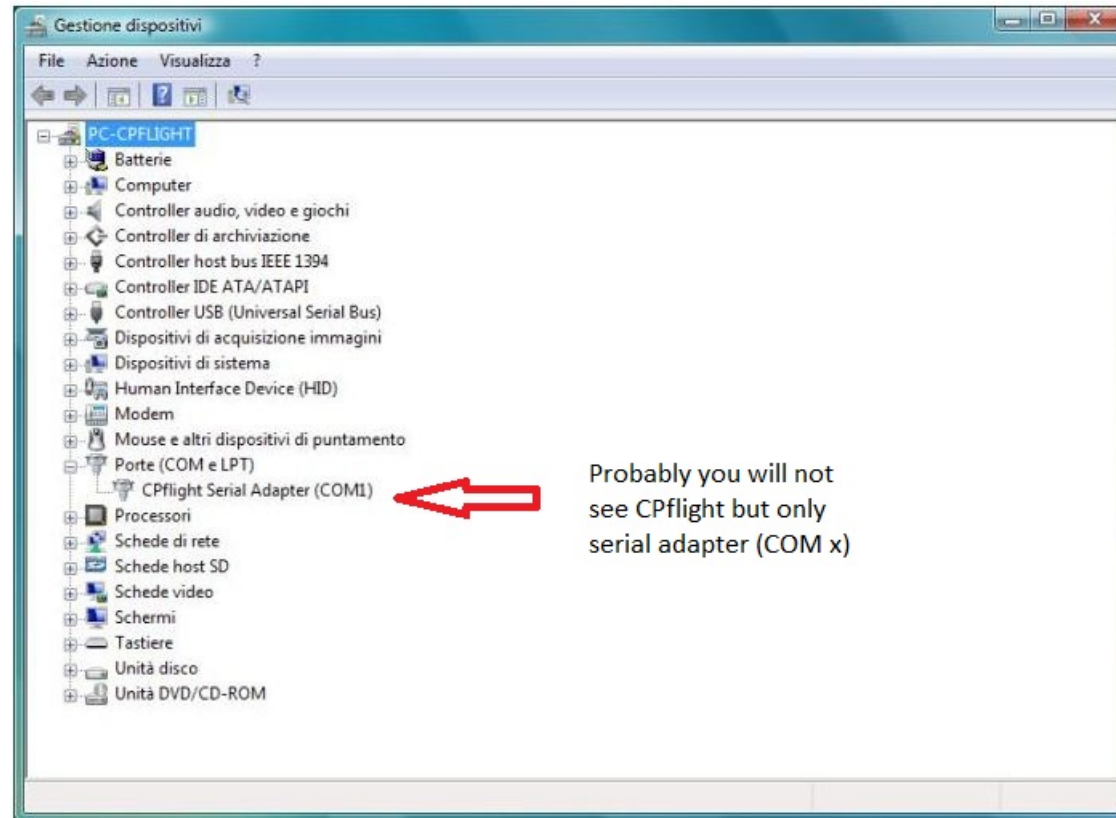 Gestione dispositivi
File Azione Visualizza ?
PC-CPFLIGHT
Batterie
Computer
Controller audio, video e giochi
Controller di archiviazione
Controller host bus IEEE 1394
Controller IDE ATA/ATAPI
Controller USB (Universal Serial Bus)
Dispositivi di acquisizione immagini
Dispositivi di sistema
Human Interface Device (HID)
Modem
Mouse e altri dispositivi di puntamento
Porte (COM e LPT)
CPflight Serial Adapter (COM1)
Processori
Schede di rete
Schede host SD
Schede video
Schermi
Tastiere
Unità disco
Unità DVD/CD-ROM
Probably you will not
see CPflight but only
serial adapter (COM x)